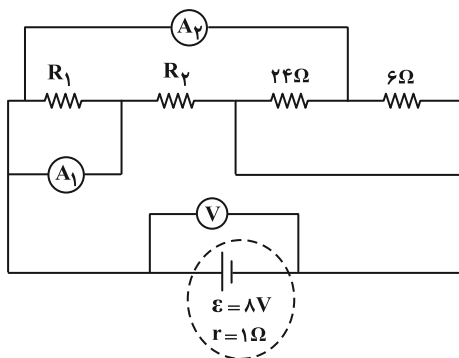 A۲
R۱ R۲ ۲۴Ω ۶Ω
A۱
V
ε = ۸V
r = ۱Ω